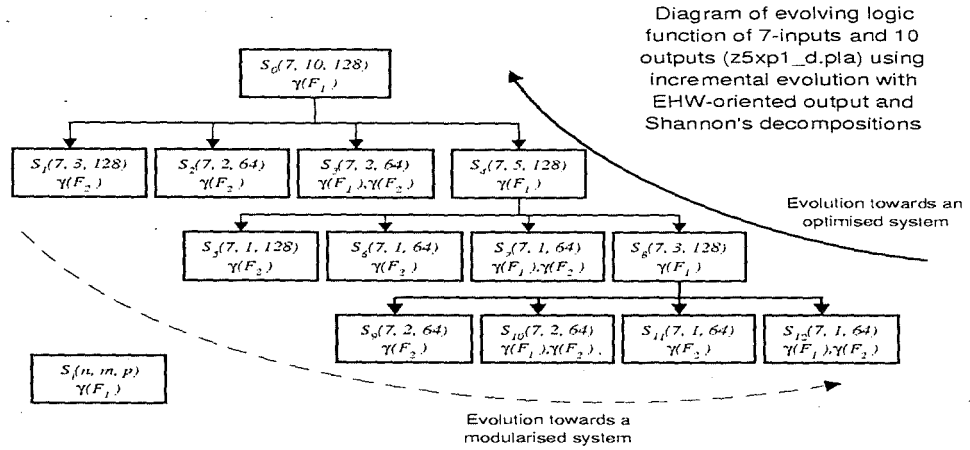 Diagram of evolving logic
function of 7-inputs and 10
outputs (z5xp1_d.pla) using
incremental evolution with
EHW-oriented output and
Shannon's decompositions
S₀(7, 10, 128)
γ(F₁)
S₁(7, 3, 128)
γ(F₂)
S₂(7, 2, 64)
γ(F₂)
S₃(7, 2, 64)
γ(F₁),γ(F₂)
S₄(7, 5, 128)
γ(F₁)
Evolution towards an
optimised system
S₅(7, 1, 128)
γ(F₂)
S₆(7, 1, 64)
γ(F₂)
S₇(7, 1, 64)
γ(F₁),γ(F₂)
S₈(7, 3, 128)
γ(F₁)
S₉(7, 2, 64)
γ(F₂)
S₁₀(7, 2, 64)
γ(F₁),γ(F₂)
S₁₁(7, 1, 64)
γ(F₂)
S₁₂(7, 1, 64)
γ(F₁),γ(F₂)
Sᵢ(n, m, p)
γ(F₁)
Evolution towards a
modularised system